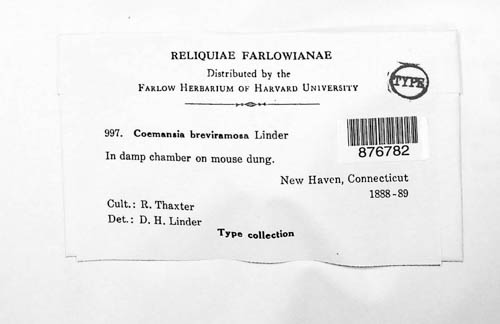 RELIQUIAE FARLOWIANAE
Distributed by the
FARLOW HERBARIUM OF HARVARD UNIVERSITY
TYPE
997. Coemansia breviramosa Linder
876782
In damp chamber on mouse dung.
New Haven, Connecticut
1888-89
Cult.: R. Thaxter
Det.: D. H. Linder
Type collection